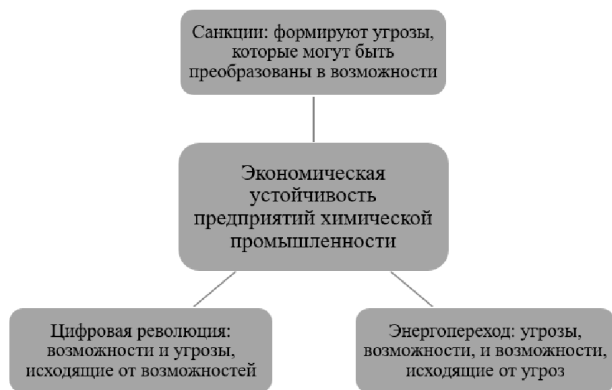 Санкции: формируют угрозы,
которые могут быть
преобразованы в возможности
Экономическая
устойчивость
предприятий химической
промышленности
Цифровая революция:
возможности и угрозы,
исходящие от возможностей
Энергопереход: угрозы,
возможности, и возможности,
исходящие от угроз